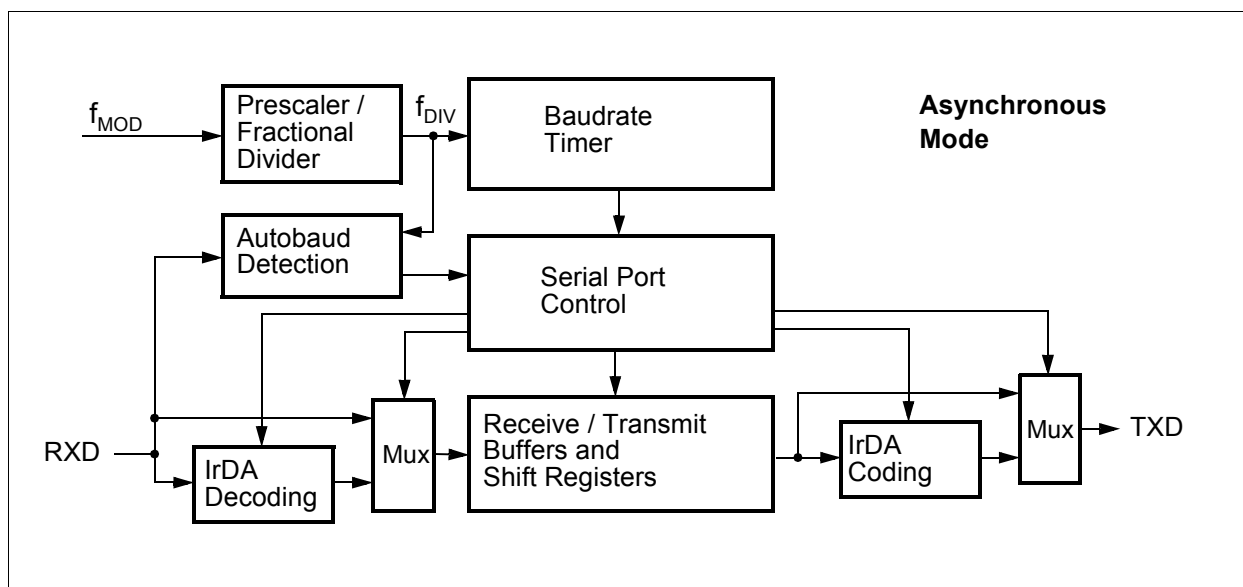 f_MOD
Prescaler /
Fractional
Divider
f_DIV
Baudrate
Timer
Asynchronous
Mode
Autobaud
Detection
Serial Port
Control
RXD
IrDA
Decoding
Mux
Receive / Transmit
Buffers and
Shift Registers
IrDA
Coding
Mux
TXD